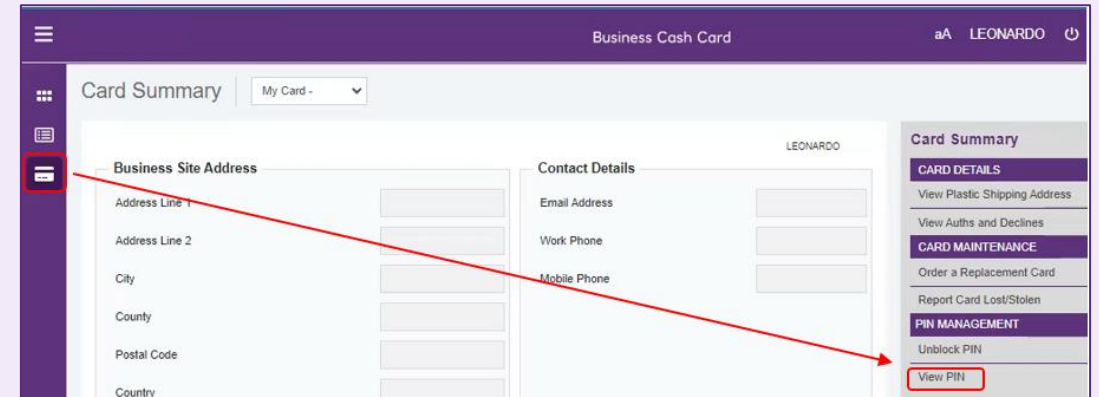 Business Cash Card
aA LEONARDO
Card Summary
My Card -
LEONARDO
Business Site Address
Address Line 1
Address Line 2
City
County
Postal Code
Country
Contact Details
Email Address
Work Phone
Mobile Phone
Card Summary
CARD DETAILS
View Plastic Shipping Address
View Auths and Declines
CARD MAINTENANCE
Order a Replacement Card
Report Card Lost/Stolen
PIN MANAGEMENT
Unblock PIN
View PIN